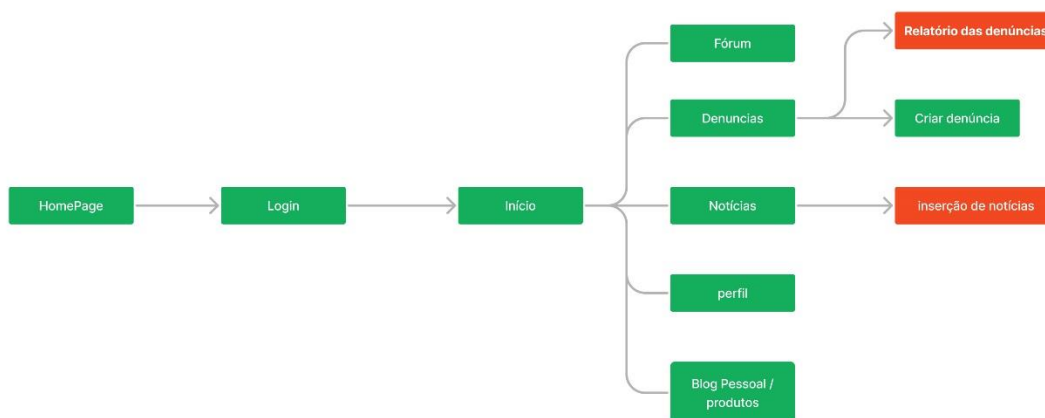 Relatório das denúncias
Fórum
Denuncias
Criar denúncia
HomePage
Login
Início
Notícias
inserção de notícias
perfil
Blog Pessoal /
produtos